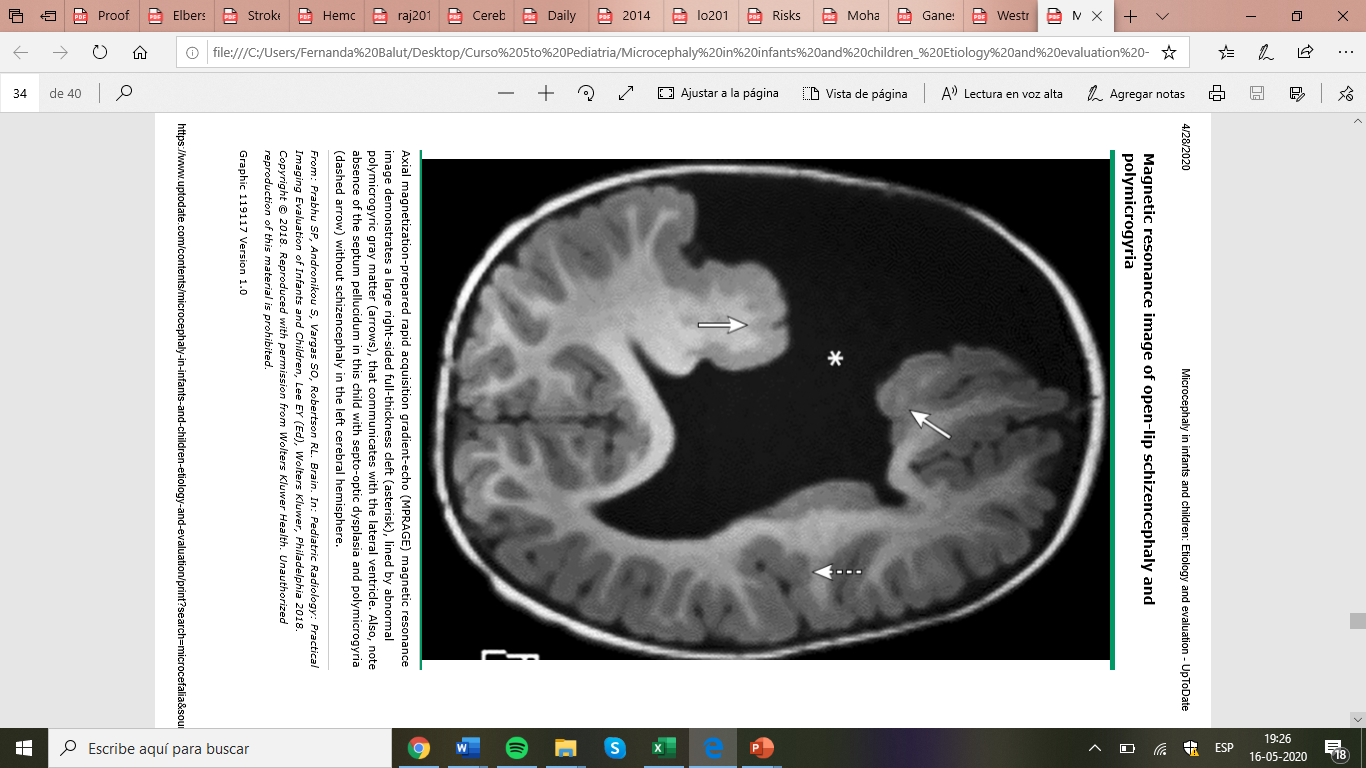 Proof
Elbers
Stroke
Hemo
raj201
Cereb
Daily
2014
lo201
Risks
Moha
Ganes
Westn
M
file:///C:/Users/Fernanda%20Balut/Desktop/Curso%205to%20Pediatria/Microcephaly%20in%20infants%20and%20children_%20Etiology%20and%20evaluation%20-
34
de 40
Ajustar a la página
Vista de página
Lectura en voz alta
Agregar notas
4/28/2020
Microcephaly in infants and children: Etiology and evaluation - UpToDate
Magnetic resonance image of open-lip schizencephaly and
polymicrogyria
*
Axial magnetization-prepared rapid acquisition gradient-echo (MPRAGE) magnetic resonance
image demonstrates a large right-sided full-thickness cleft (asterisk), lined by abnormal
polymicrogyric gray matter (arrows), that communicates with the lateral ventricle. Also, note
absence of the septum pellucidum in this child with septo-optic dysplasia and polymicrogyria
(dashed arrow) without schizencephaly in the left cerebral hemisphere.
From: Prabhu SP, Andronikou S, Vargas SO, Robertson RL. Brain. In: Pediatric Radiology: Practical
Imaging Evaluation of Infants and Children, Lee EY (Ed), Wolters Kluwer, Philadelphia 2018.
Copyright © 2018. Reproduced with permission from Wolters Kluwer Health. Unauthorized
reproduction of this material is prohibited.
Graphic 119117 Version 1.0
https://www.uptodate.com/contents/microcephaly-in-infants-and-children-etiology-and-evaluation/print?search=microcefalia&sour
Escribe aquí para buscar
ESP
19:26
16-05-2020
18